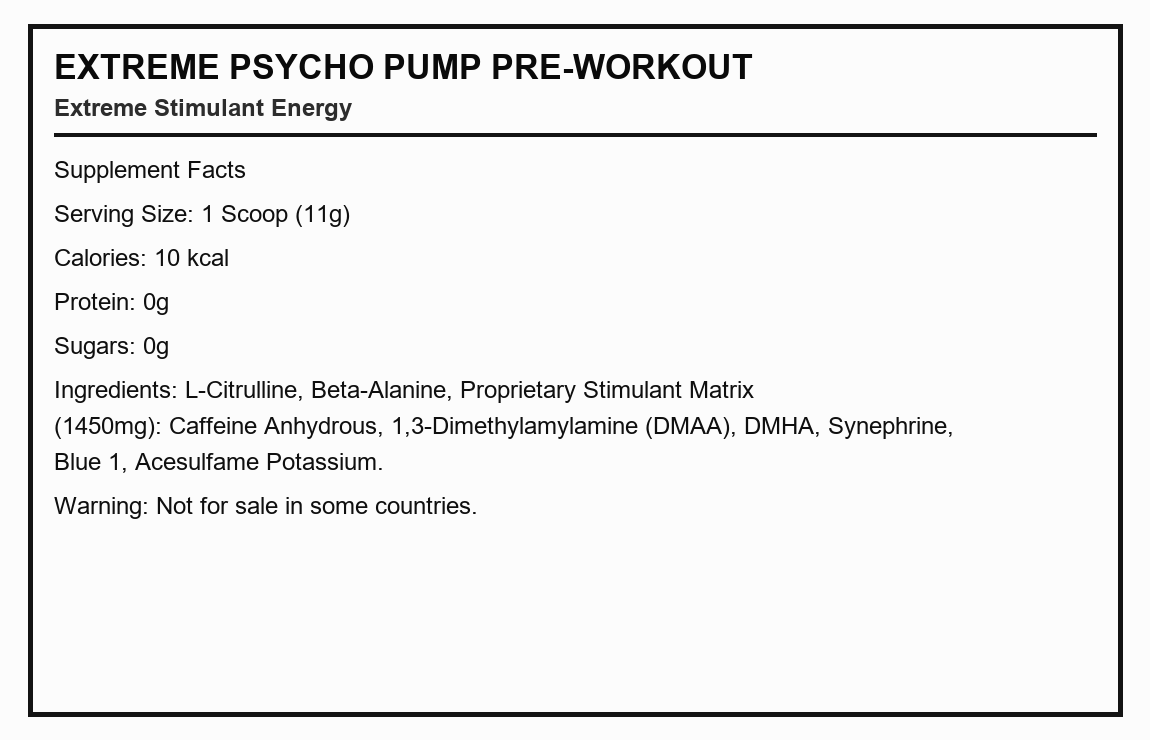 EXTREME PSYCHO PUMP PRE-WORKOUT
Extreme Stimulant Energy
Supplement Facts
Serving Size: 1 Scoop (11g)
Calories: 10 kcal
Protein: 0g
Sugars: 0g
Ingredients: L-Citrulline, Beta-Alanine, Proprietary Stimulant Matrix
(1450mg): Caffeine Anhydrous, 1,3-Dimethylamylamine (DMAA), DMHA, Synephrine,
Blue 1, Acesulfame Potassium.
Warning: Not for sale in some countries.